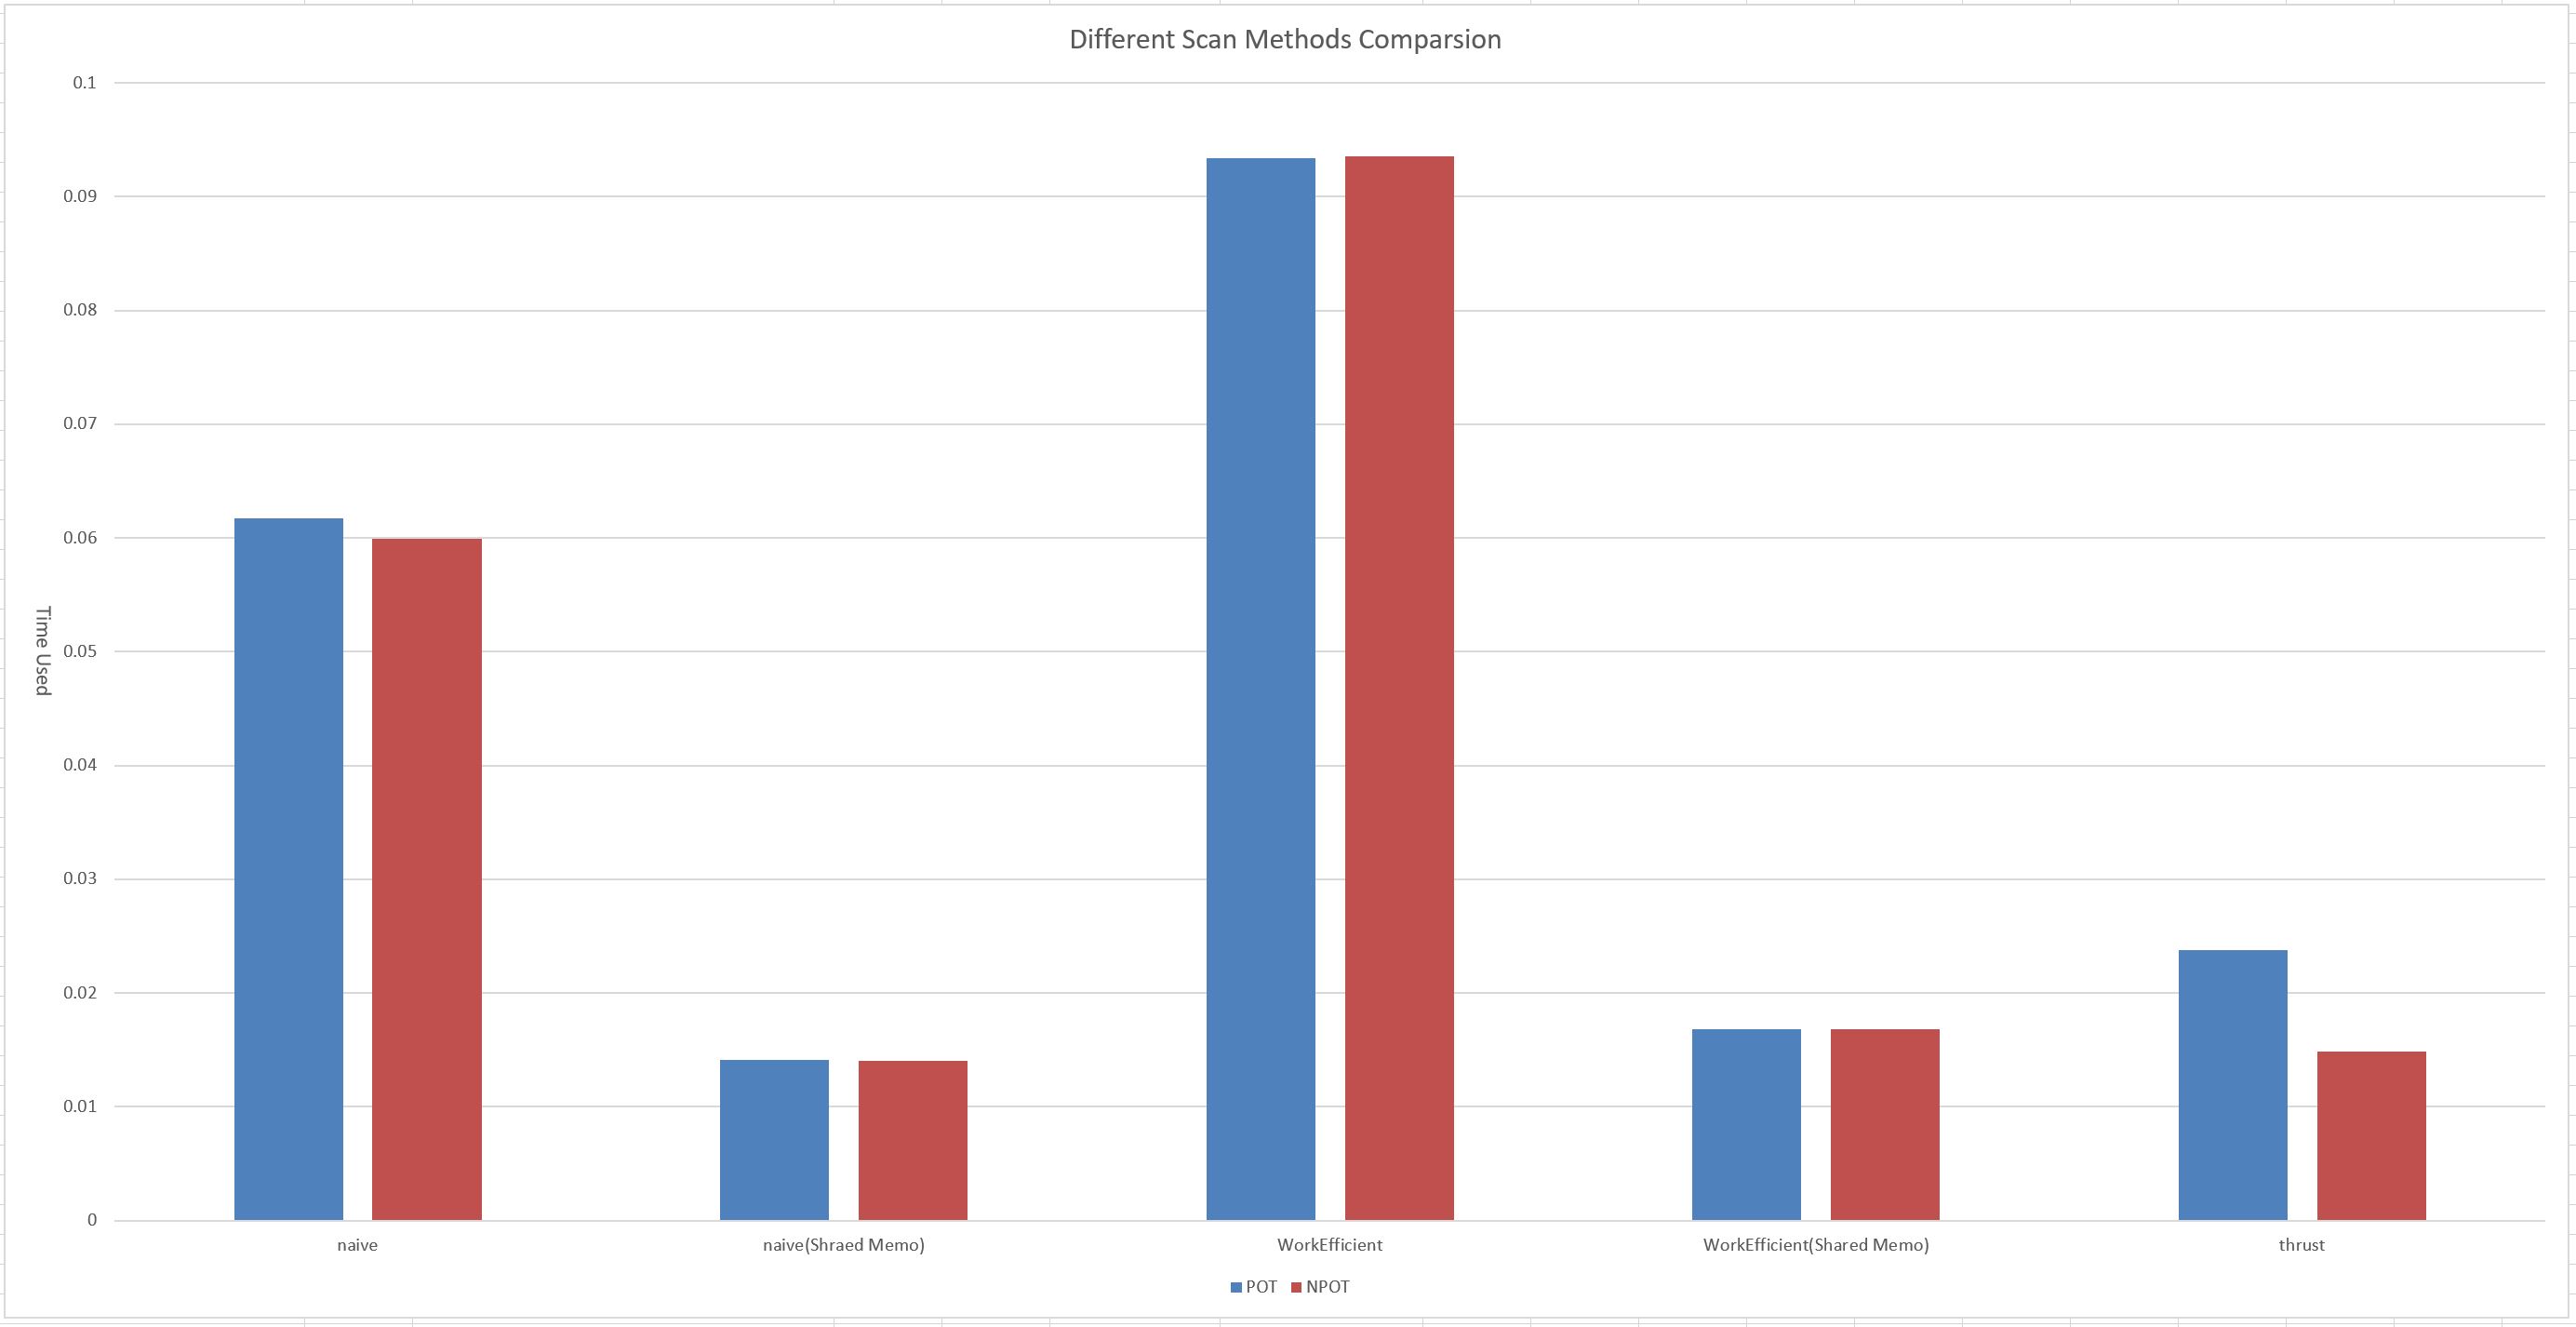 Different Scan Methods Comparsion
0.1
0.09
0.08
0.07
0.06
0.05
0.04
0.03
0.02
0.01
0
Time Used
naive
naive(Shraed Memo)
WorkEfficient
WorkEfficient(Shared Memo)
thrust
POT NPOT